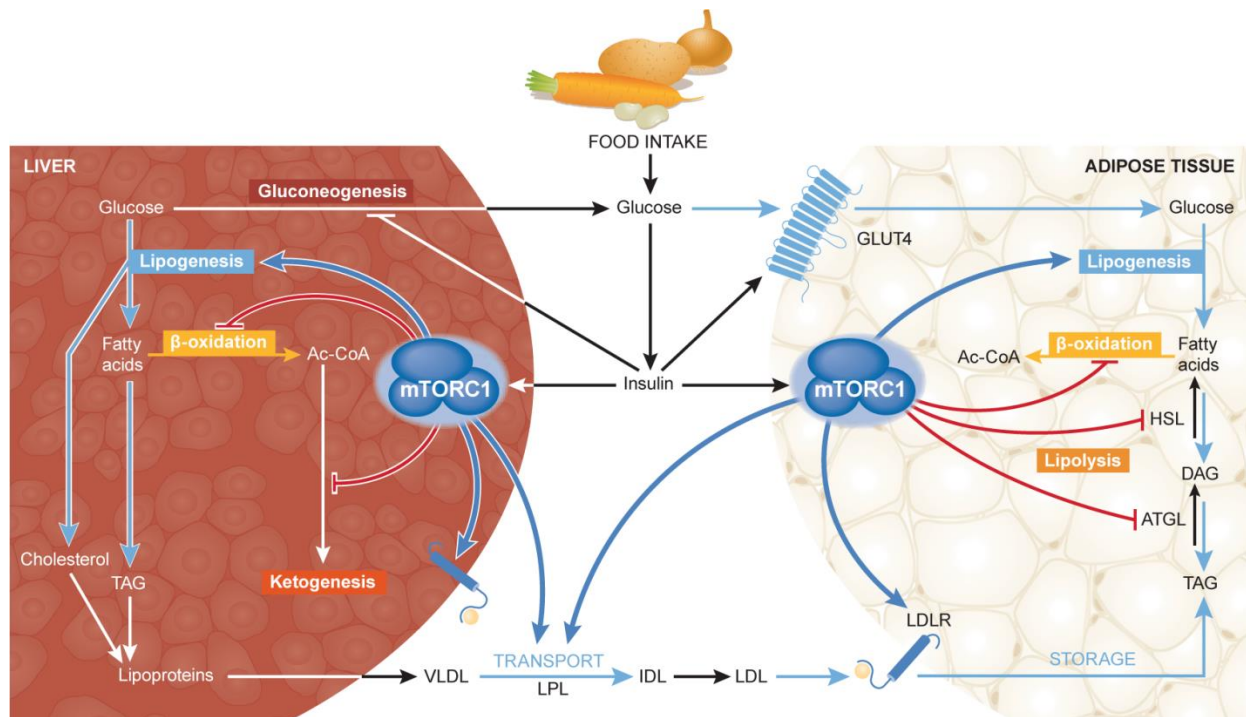 FOOD INTAKE
LIVER
ADIPOSE TISSUE
Gluconeogenesis
Glucose
Glucose
Glucose
GLUT4
Lipogenesis
Lipogenesis
Fatty
acids
β-oxidation
Ac-CoA
mTORC1
Insulin
mTORC1
Ac-CoA
β-oxidation
Fatty
acids
HSL
Lipolysis
DAG
ATGL
Cholesterol
TAG
Ketogenesis
TAG
LDLR
Lipoproteins
VLDL
TRANSPORT
LPL
IDL
LDL
STORAGE